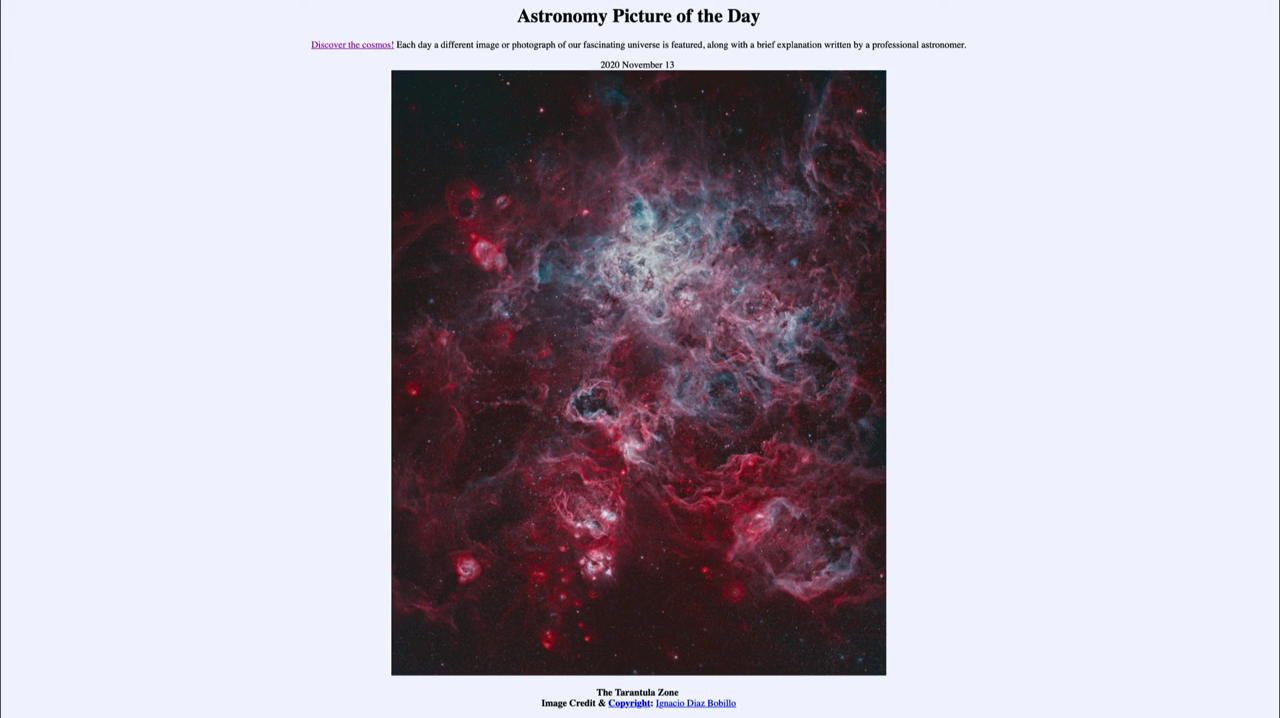 Astronomy Picture of the Day
Discover the cosmos! Each day a different image or photograph of our fascinating universe is featured, along with a brief explanation written by a professional astronomer.
2020 November 13
The Tarantula Zone
Image Credit & Copyright: Ignacio Diaz Bobillo